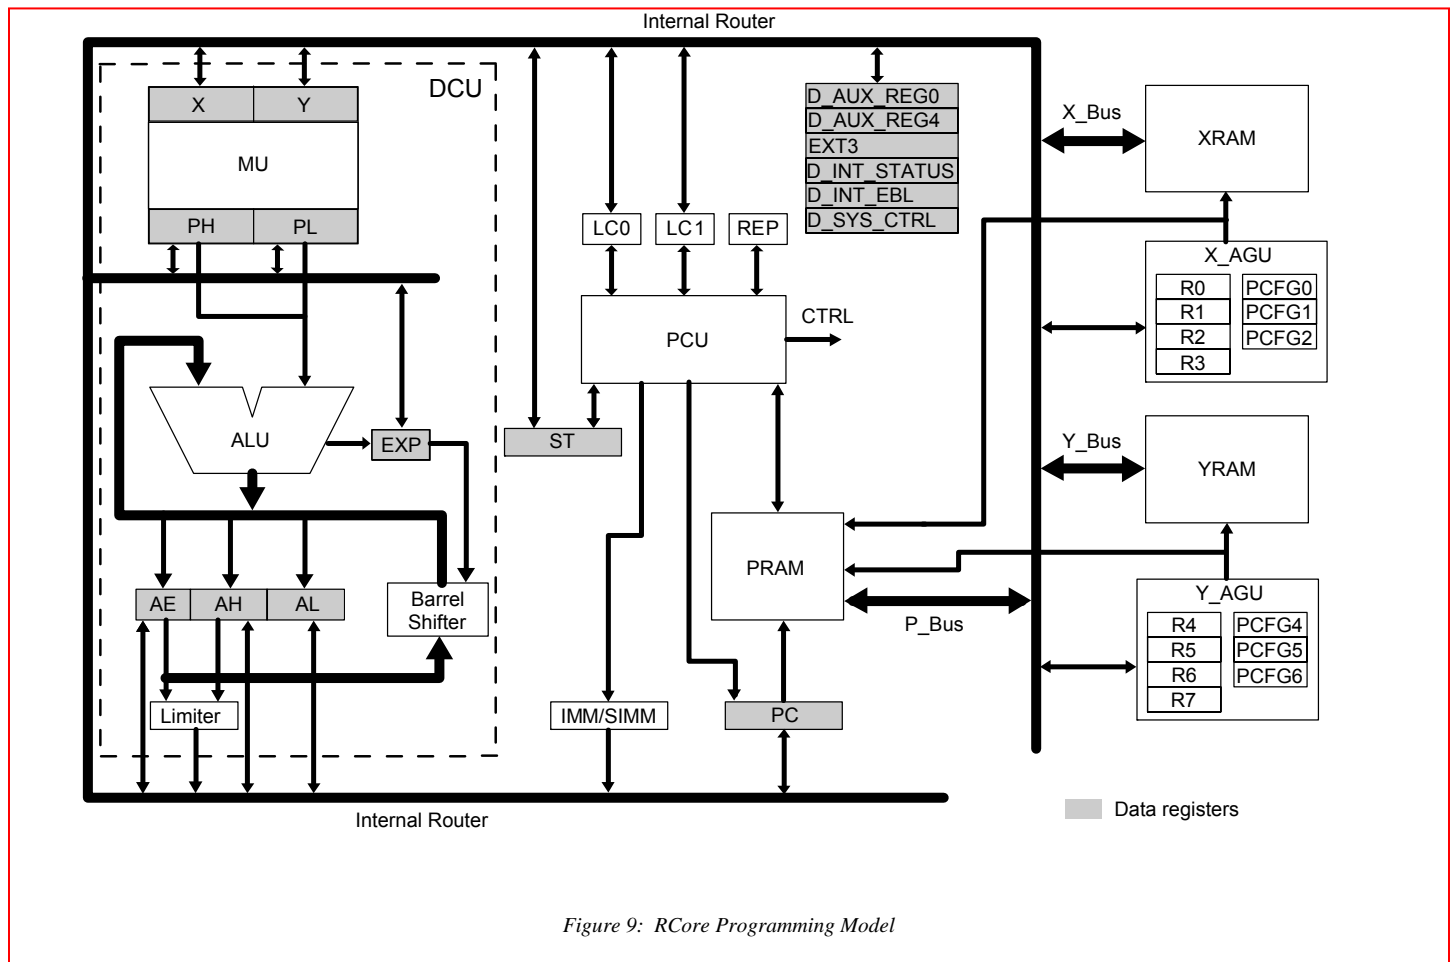 Internal Router
DCU
X Y
MU
PH PL
ALU
EXP
AE AH AL
Barrel
Shifter
Limiter
LC0 LC1 REP
PCU
CTRL
ST
PRAM
P_Bus
IMM/SIMM
PC
D_AUX_REG0
D_AUX_REG4
EXT3
D_INT_STATUS
D_INT_EBL
D_SYS_CTRL
X_Bus
XRAM
X_AGU
R0 PCFG0
R1 PCFG1
R2 PCFG2
R3
Y_Bus
YRAM
Y_AGU
R4 PCFG4
R5 PCFG5
R6 PCFG6
R7
Internal Router
Data registers
Figure 9: RCore Programming Model